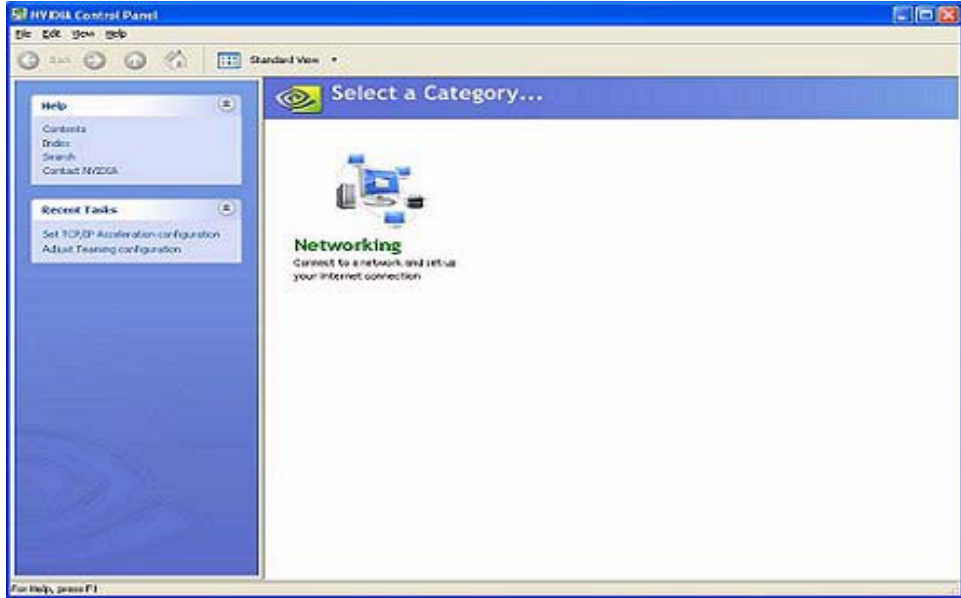 NVIDIA Control Panel
File Edit View Help
Back Standard View
Help
Contents
Index
Search
Contact NVIDIA
Recent Tasks
Set TCP/IP Acceleration configuration
Adjust Teaming configuration
Select a Category...
Networking
Connect to a network and set up
your Internet connection
For Help, press F1